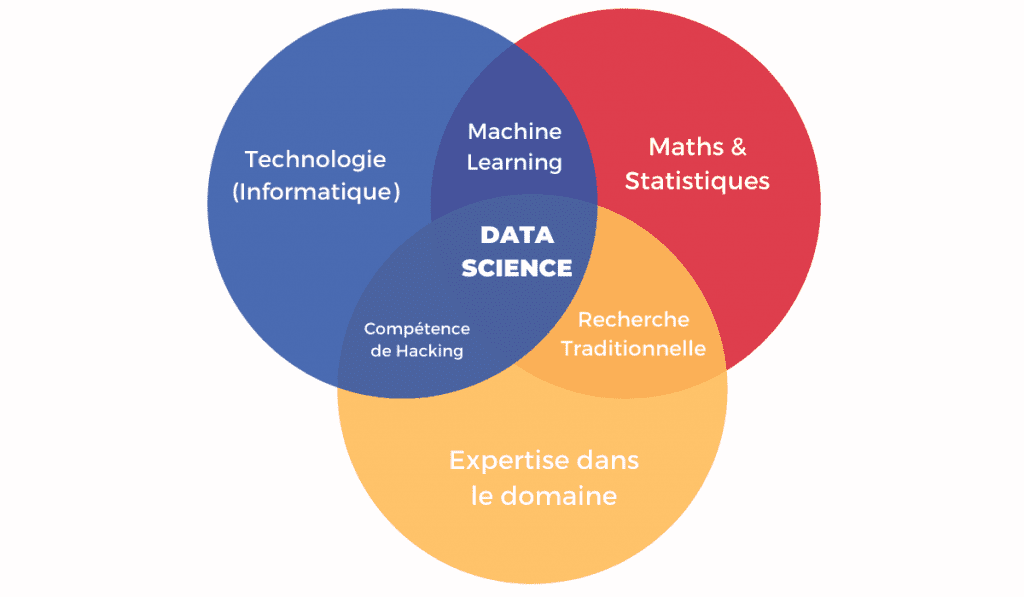 Technologie
(Informatique)
Machine
Learning
Maths &
Statistiques
DATA
SCIENCE
Compétence
de Hacking
Recherche
Traditionnelle
Expertise dans
le domaine